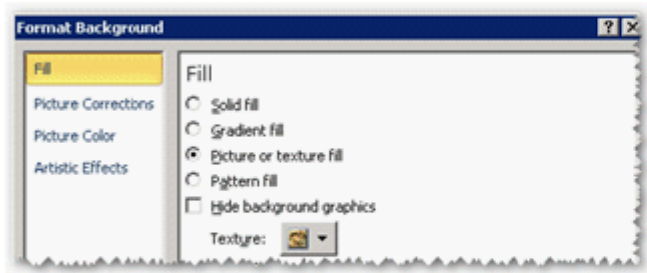 Format Background
Fill
Picture Corrections
Picture Color
Artistic Effects
Fill
Solid fill
Gradient fill
Picture or texture fill
Pattern fill
Hide background graphics
Texture: